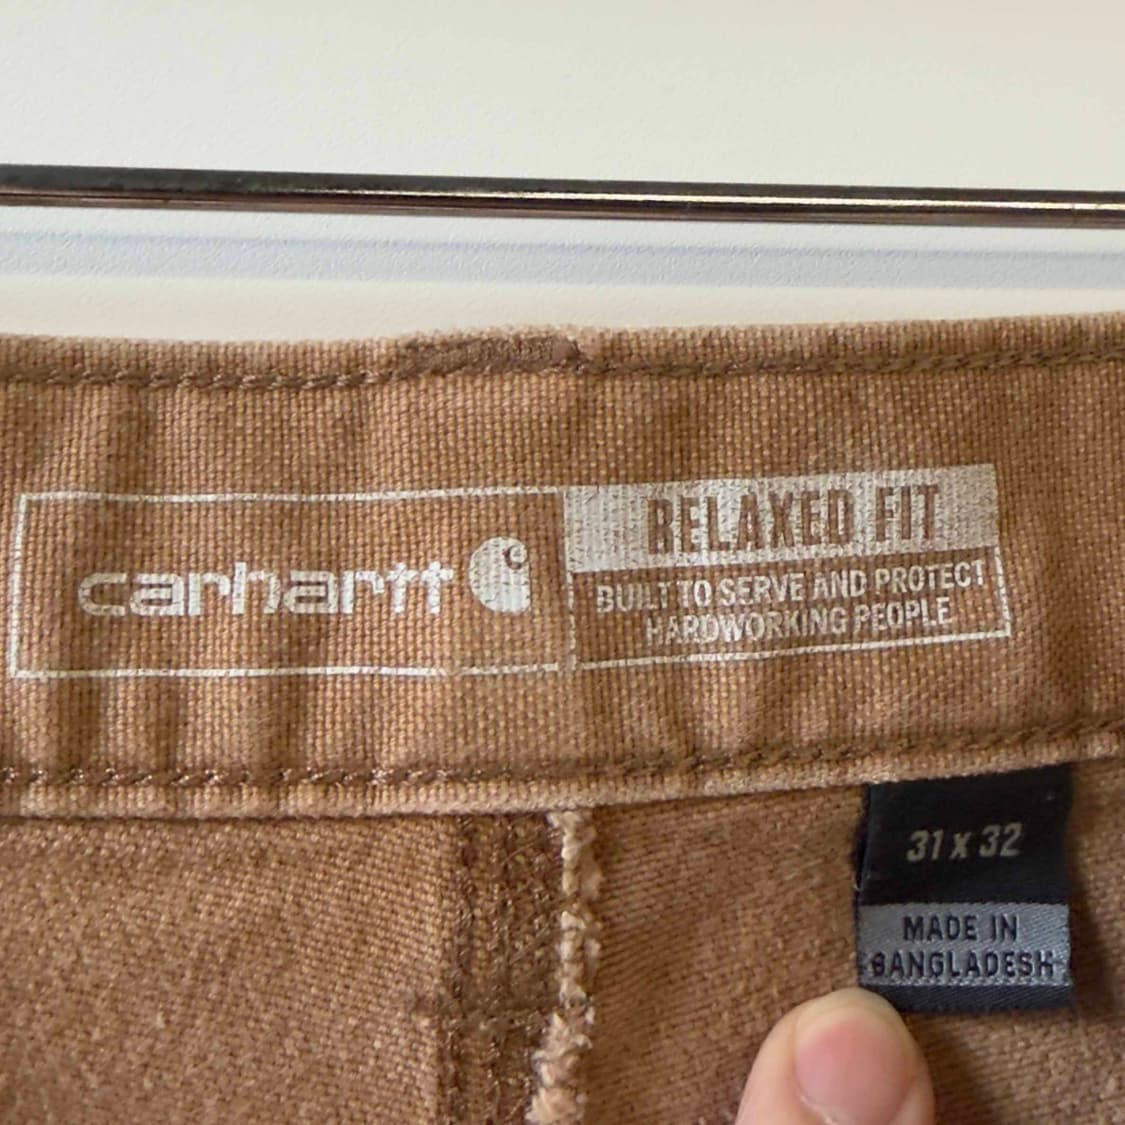 carhartt
RELAXED FIT
BUILT TO SERVE AND PROTECT
HARDWORKING PEOPLE
31 x 32
MADE IN
BANGLADESH